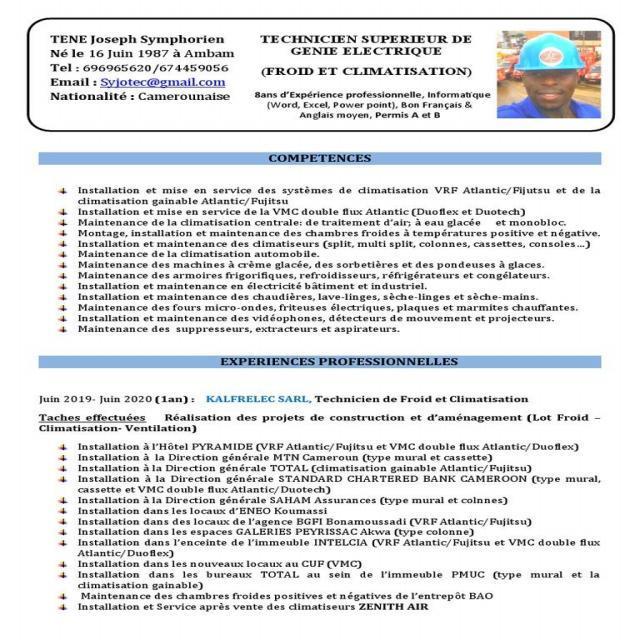 TENE Joseph Symphorien
Né le 16 Juin 1987 à Ambam
Tel : 696965620/674459056
Email : Syjotec@gmail.com
Nationalité : Camerounaise
TECHNICIEN SUPERIEUR DE
GENIE ELECTRIQUE
(FROID ET CLIMATISATION)
8ans d'Expérience professionnelle, Informatique
(Word, Excel, Power point), Bon Français &
Anglais moyen, Permis A et B
COMPETENCES
Installation et mise en service des systèmes de climatisation VRF Atlantic/Fijutsu et de la
climatisation gainable Atlantic/Fujitsu
Installation et mise en service de la VMC double flux Atlantic (Duoflex et Duotech)
Maintenance de la climatisation centrale: de traitement d'air; à eau glacée et monobloc.
Montage, installation et maintenance des chambres froides à températures positive et négative.
Installation et maintenance des climatiseurs (split, multi split, colonnes, cassettes, consoles...)
Maintenance de la climatisation automobile.
Maintenance des machines à crème glacée, des sorbetières et des pondeuses à glaces.
Maintenance des armoires frigorifiques, refroidisseurs, réfrigérateurs et congélateurs.
Installation et maintenance en électricité bâtiment et industriel.
Installation et maintenance des chaudières, lave-linges, sèche-linges et sèche-mains.
Maintenance des fours micro-ondes, friteuses électriques, plaques et marmites chauffantes.
Installation et maintenance des vidéophones, détecteurs de mouvement et projecteurs.
Maintenance des suppresseurs, extracteurs et aspirateurs.
EXPERIENCES PROFESSIONNELLES
Juin 2019- Juin 2020 (1an) : KALFRELEC SARL, Technicien de Froid et Climatisation
Taches effectuées Réalisation des projets de construction et d'aménagement (Lot Froid –
Climatisation- Ventilation)
Installation à l'Hôtel PYRAMIDE (VRF Atlantic/Fujitsu et VMC double flux Atlantic/Duoflex)
Installation à la Direction générale MTN Cameroun (type mural et cassette)
Installation à la Direction générale TOTAL (climatisation gainable Atlantic/Fujitsu)
Installation à la Direction générale STANDARD CHARTERED BANK CAMEROON (type mural,
cassette et VMC double flux Atlantic/Duotech)
Installation à la Direction générale SAHAM Assurances (type mural et colnnes)
Installation dans les locaux d'ENEO Koumassi
Installation dans des locaux de l'agence BGFI Bonamoussadi (VRF Atlantic/Fujitsu)
Installation dans les espaces GALERIES PEYRISSAC Akwa (type colonne)
Installation dans l'enceinte de l'immeuble INTELCIA (VRF Atlantic/Fujitsu et VMC double flux
Atlantic/Duoflex)
Installation dans les nouveaux locaux au CUF (VMC)
Installation dans les bureaux TOTAL au sein de l'immeuble PMUC (type mural et la
climatisation gainable)
Maintenance des chambres froides positives et négatives de l'entrepôt BAO
Installation et Service après vente des climatiseurs ZENITH AIR